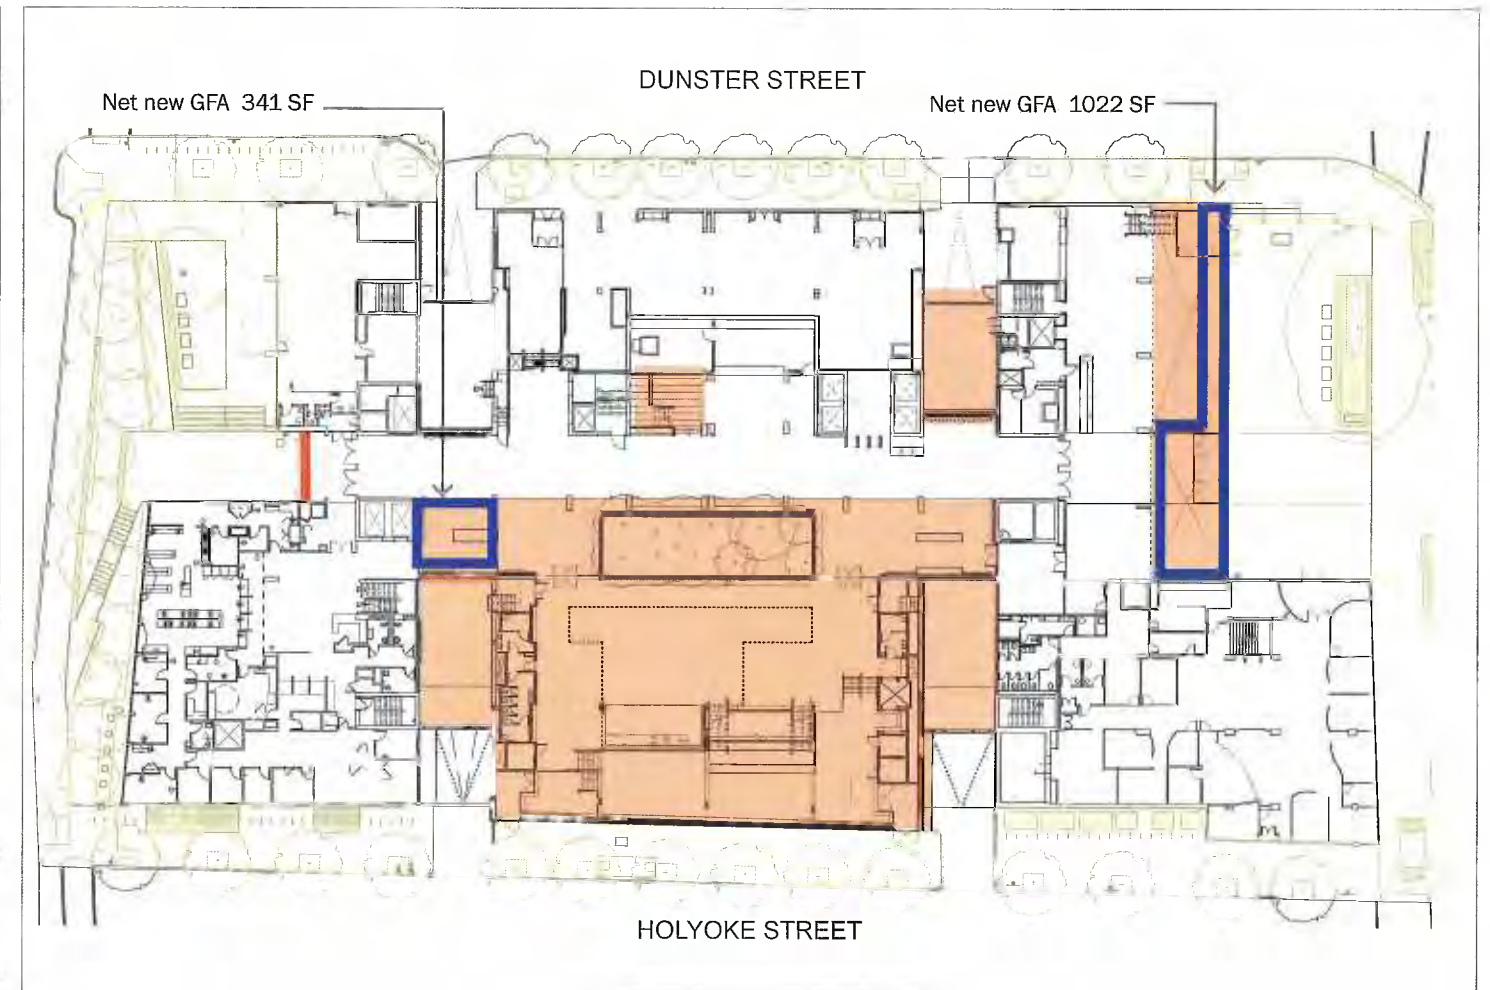 DUNSTER STREET
Net new GFA 341 SF
Net new GFA 1022 SF
HOLYOKE STREET